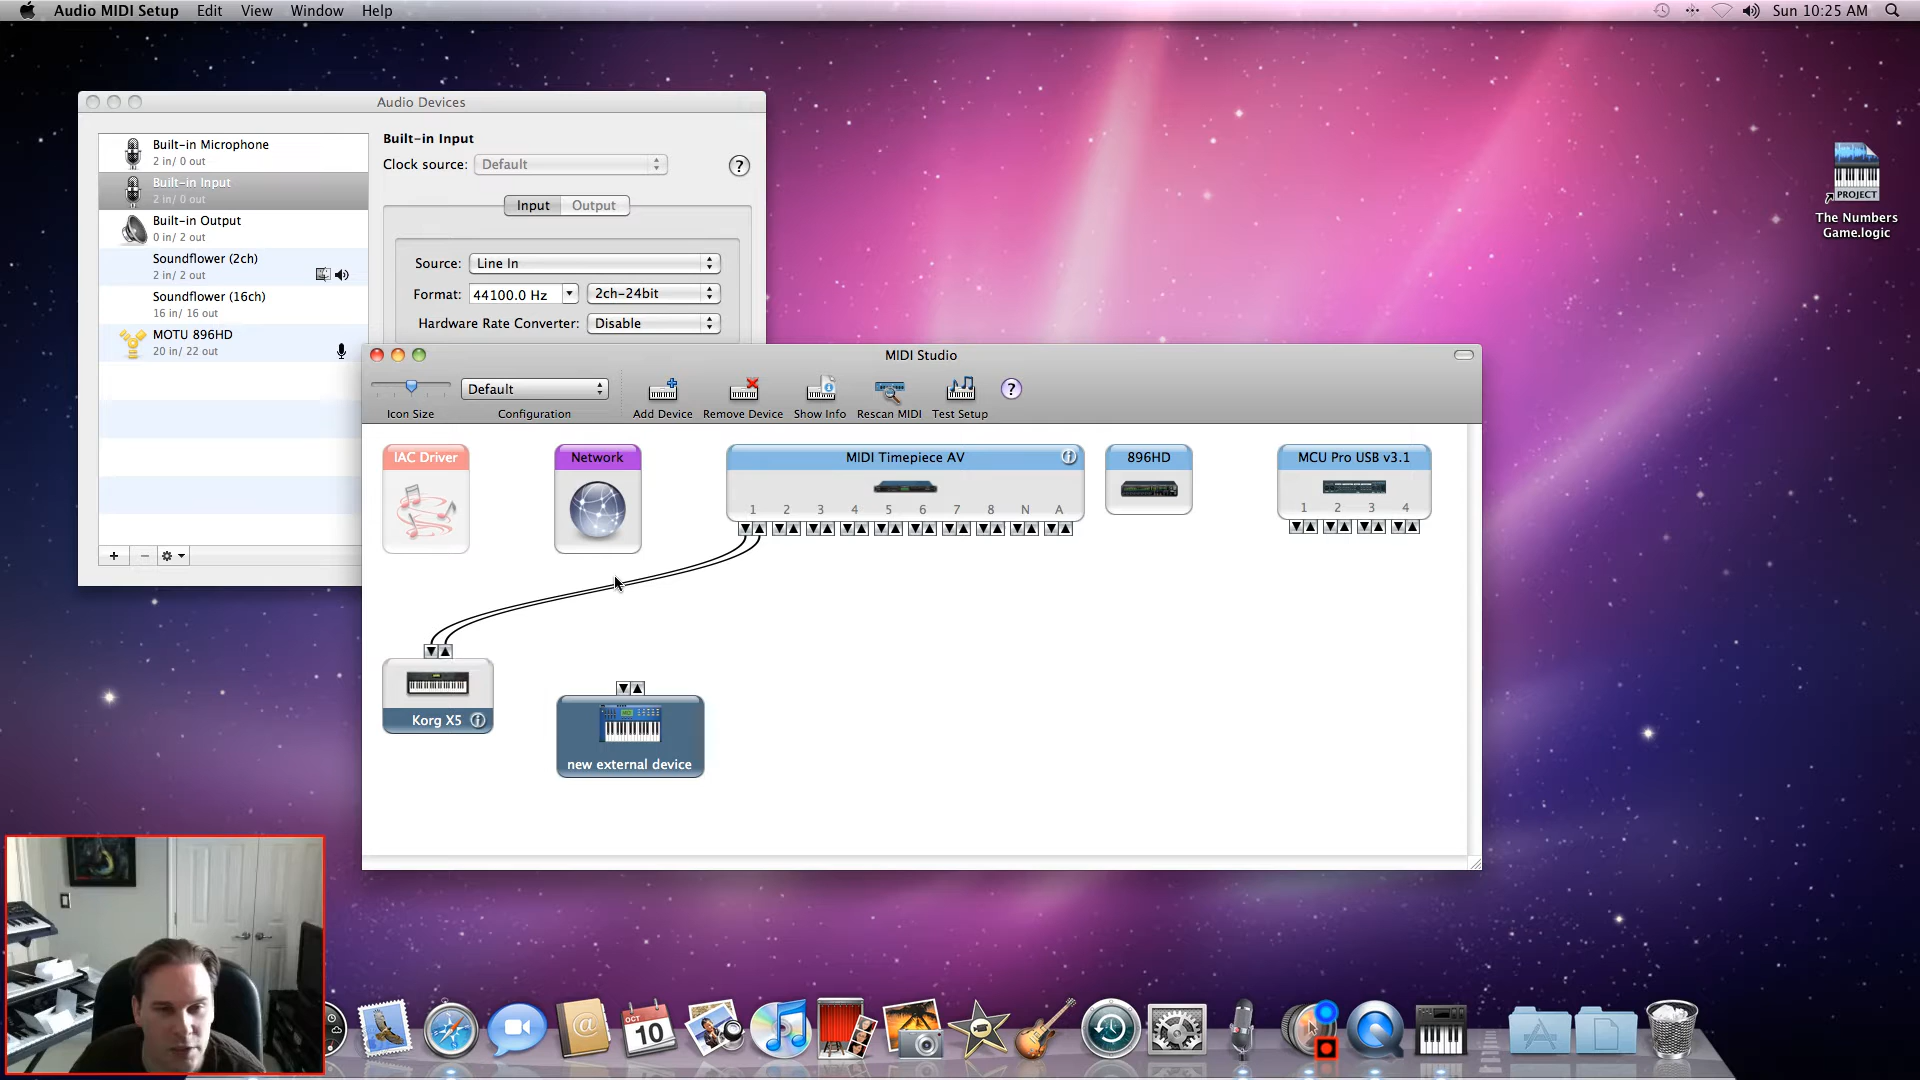 Audio MIDI Setup Edit View Window Help
Sun 10:25 AM
Audio Devices
Built-in Microphone
2 in/ 0 out
Built-in Input
2 in/ 0 out
Built-in Output
0 in/ 2 out
Soundflower (2ch)
2 in/ 2 out
Soundflower (16ch)
16 in/ 16 out
MOTU 896HD
20 in/ 22 out
+ −
Built-in Input
Clock source: Default ?
Input Output
Source: Line In
Format: 44100.0 Hz 2ch-24bit
Hardware Rate Converter: Disable
MIDI Studio
Default
Icon Size Configuration Add Device Remove Device Show Info Rescan MIDI Test Setup ?
IAC Driver
Network
MIDI Timepiece AV
1 2 3 4 5 6 7 8 N A
896HD
MCU Pro USB v3.1
1 2 3 4
Korg X5
new external device
PROJECT
The Numbers
Game.logic
OCT
10
@